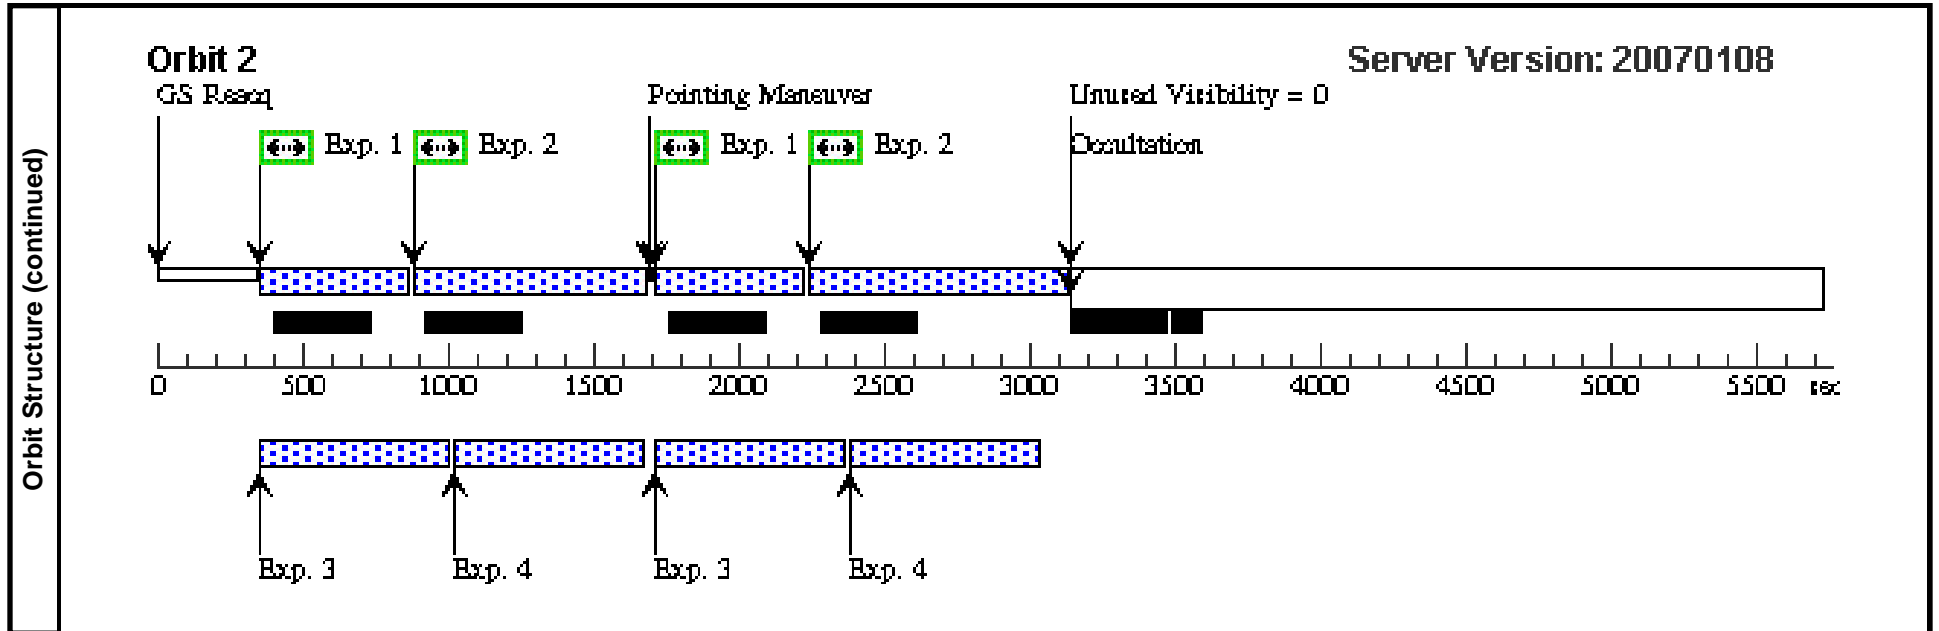 Orbit Structure (continued)
Orbit 2
Server Version: 20070108
GS Reacq
Pointing Maneuver
Unused Visibility = 0
Exp. 1
Exp. 2
Exp. 1
Exp. 2
Occultation
0 500 1000 1500 2000 2500 3000 3500 4000 4500 5000 5500 sec
Exp. 3
Exp. 4
Exp. 3
Exp. 4